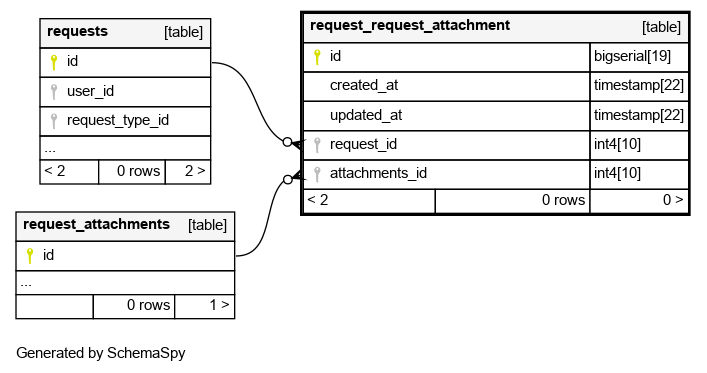 requests [table]
id
user_id
request_type_id
...
< 2 0 rows 2 >
request_attachments [table]
id
...
0 rows 1 >
request_request_attachment [table]
id bigserial[19]
created_at timestamp[22]
updated_at timestamp[22]
request_id int4[10]
attachments_id int4[10]
< 2 0 rows 0 >
Generated by SchemaSpy